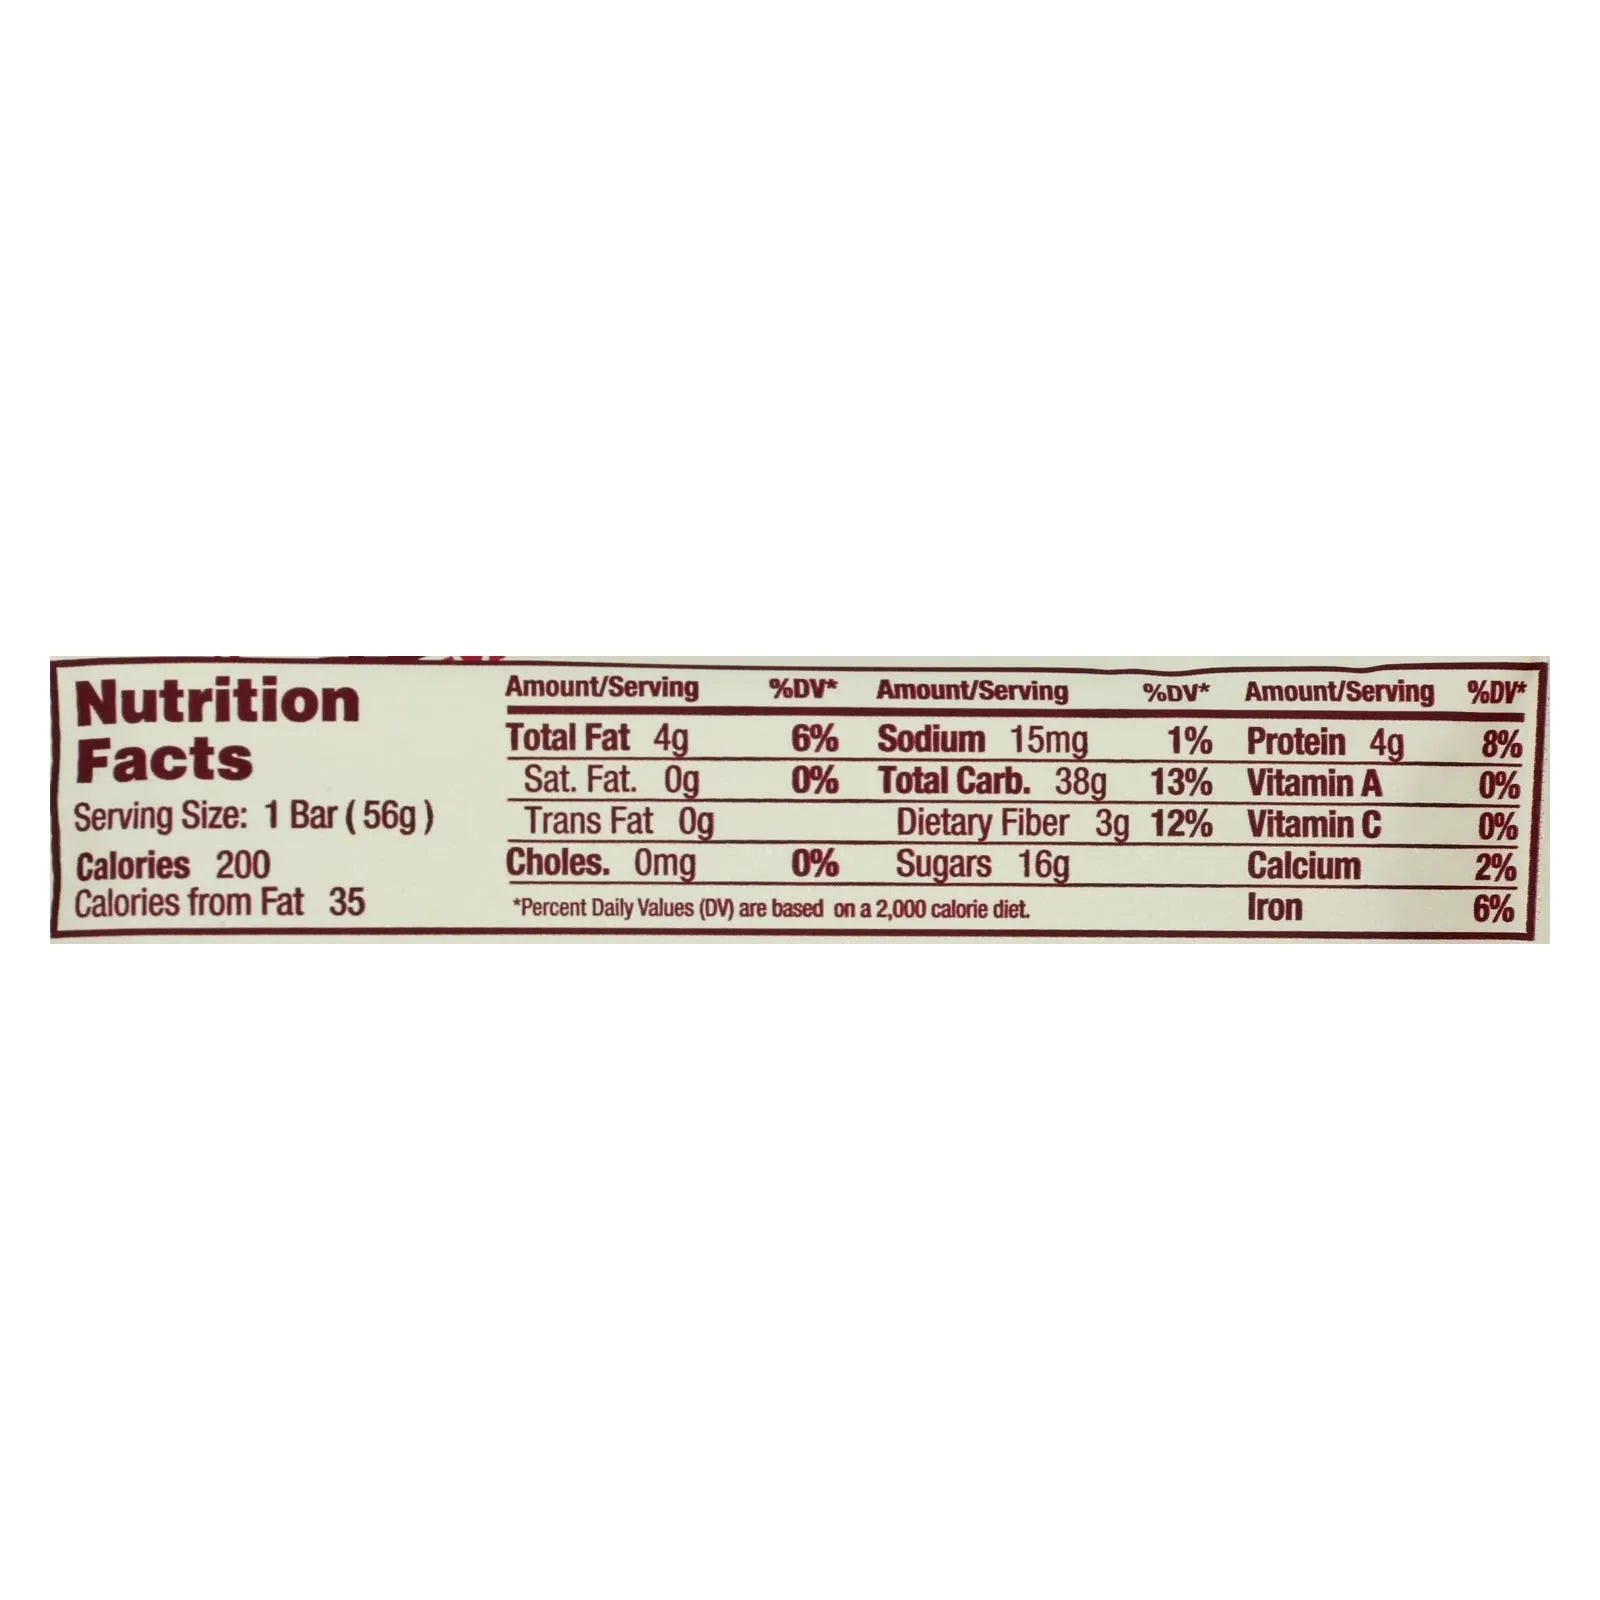 Nutrition
Facts
Serving Size: 1 Bar ( 56g )
Calories 200
Calories from Fat 35
Amount/Serving %DV*
Total Fat 4g 6%
Sat. Fat. 0g 0%
Trans Fat 0g
Choles. 0mg 0%
Amount/Serving %DV*
Sodium 15mg 1%
Total Carb. 38g 13%
Dietary Fiber 3g 12%
Sugars 16g
Amount/Serving %DV*
Protein 4g 8%
Vitamin A 0%
Vitamin C 0%
Calcium 2%
Iron 6%
*Percent Daily Values (DV) are based on a 2,000 calorie diet.